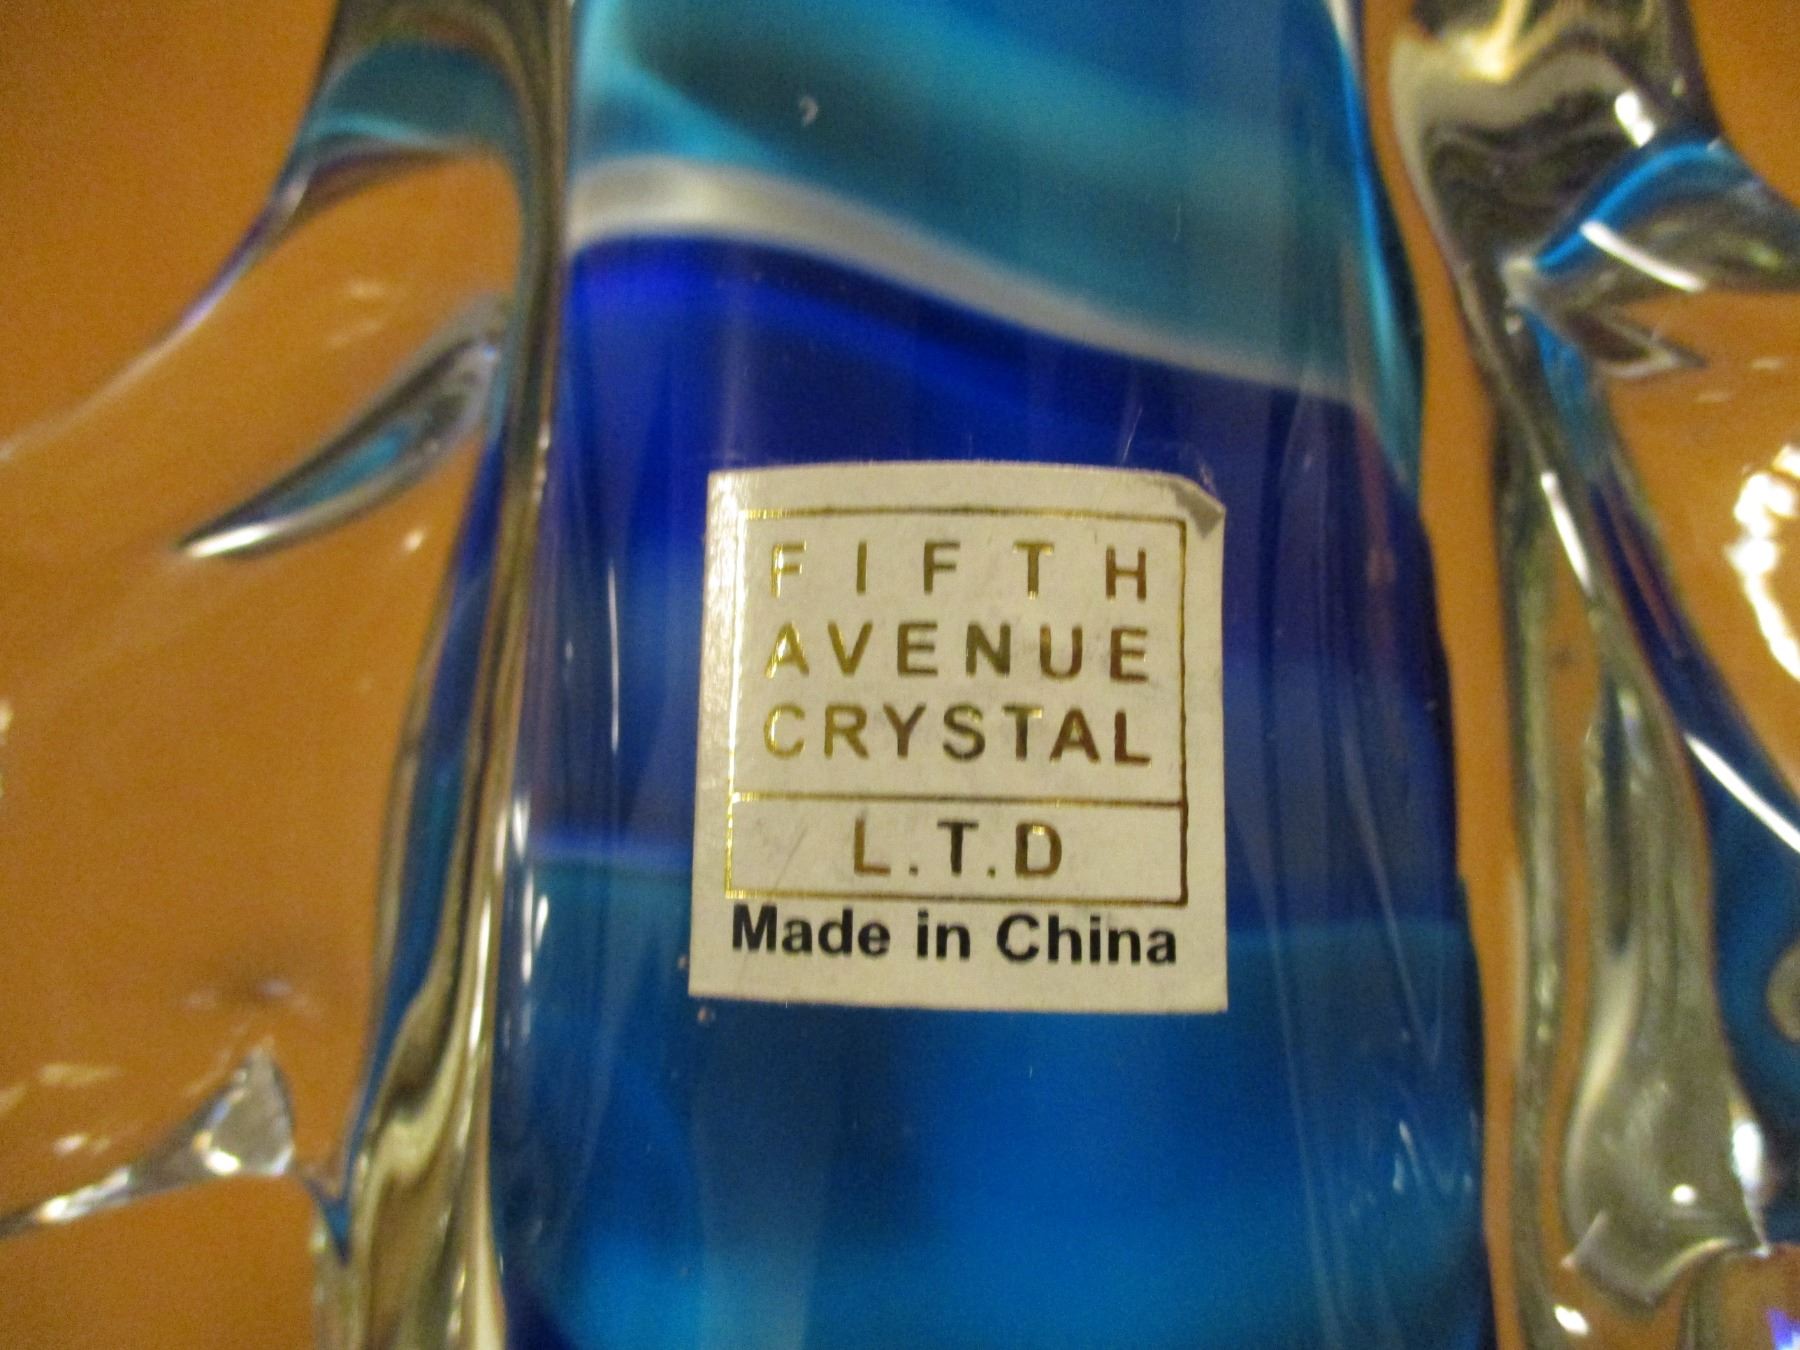 FIFTH
AVENUE
CRYSTAL
L.T.D
Made in China